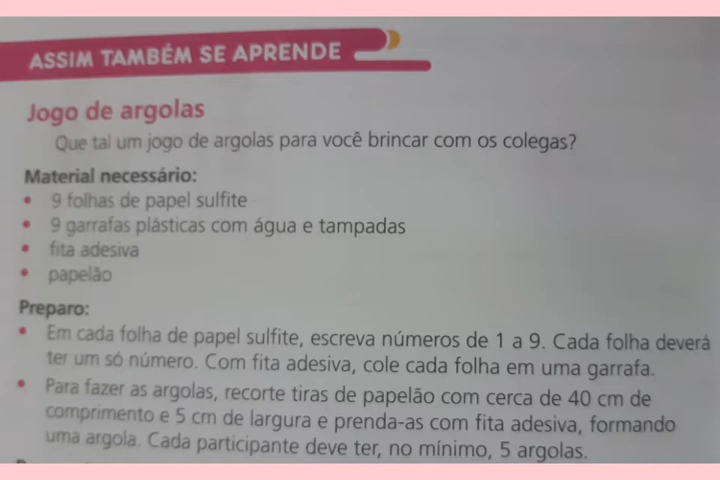 ASSIM TAMBÉM SE APRENDE
Jogo de argolas
Que tal um jogo de argolas para você brincar com os colegas?
Material necessário:
• 9 folhas de papel sulfite
• 9 garrafas plásticas com água e tampadas
• fita adesiva
• papelão
Preparo:
• Em cada folha de papel sulfite, escreva números de 1 a 9. Cada folha deverá
ter um só número. Com fita adesiva, cole cada folha em uma garrafa.
• Para fazer as argolas, recorte tiras de papelão com cerca de 40 cm de
comprimento e 5 cm de largura e prenda-as com fita adesiva, formando
uma argola. Cada participante deve ter, no mínimo, 5 argolas.